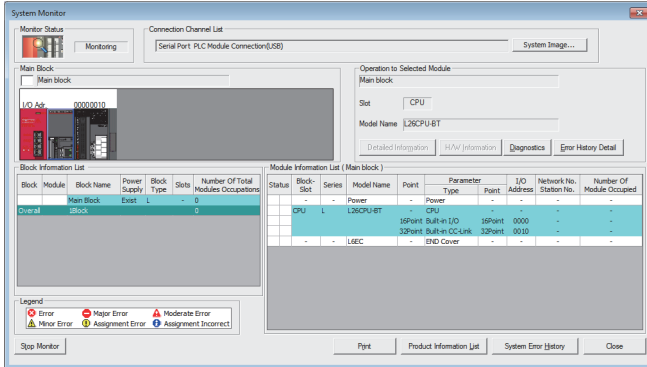 System Monitor
Monitor Status
Monitoring
Connection Channel List
Serial Port PLC Module Connection(USB)
System Image...
Main Block
Main block
I/O Adr. 00000010
Operation to Selected Module
Main block
Slot CPU
Model Name L26CPU-BT
Detailed Information H/W Information Diagnostics Error History Detail
Block Information List
Block Module Block Name Power Supply Block Type Slots Number Of Total Modules Occupations
Main Block Exist L - 0
Overall 1Block 0
Module Information List ( Main block )
Status Block-Slot Series Model Name Point Parameter Type Point I/O Address Network No. Station No. Number Of Module Occupied
- - Power - Power - - - -
CPU L L26CPU-BT - CPU - - - -
16Point Built-in I/O 16Point 0000 - -
32Point Built-in CC-Link 32Point 0010 - -
- - L6EC - END Cover - - - -
Legend
Error Major Error Moderate Error
Minor Error Assignment Error Assignment Incorrect
Stop Monitor
Print
Product Information List
System Error History
Close